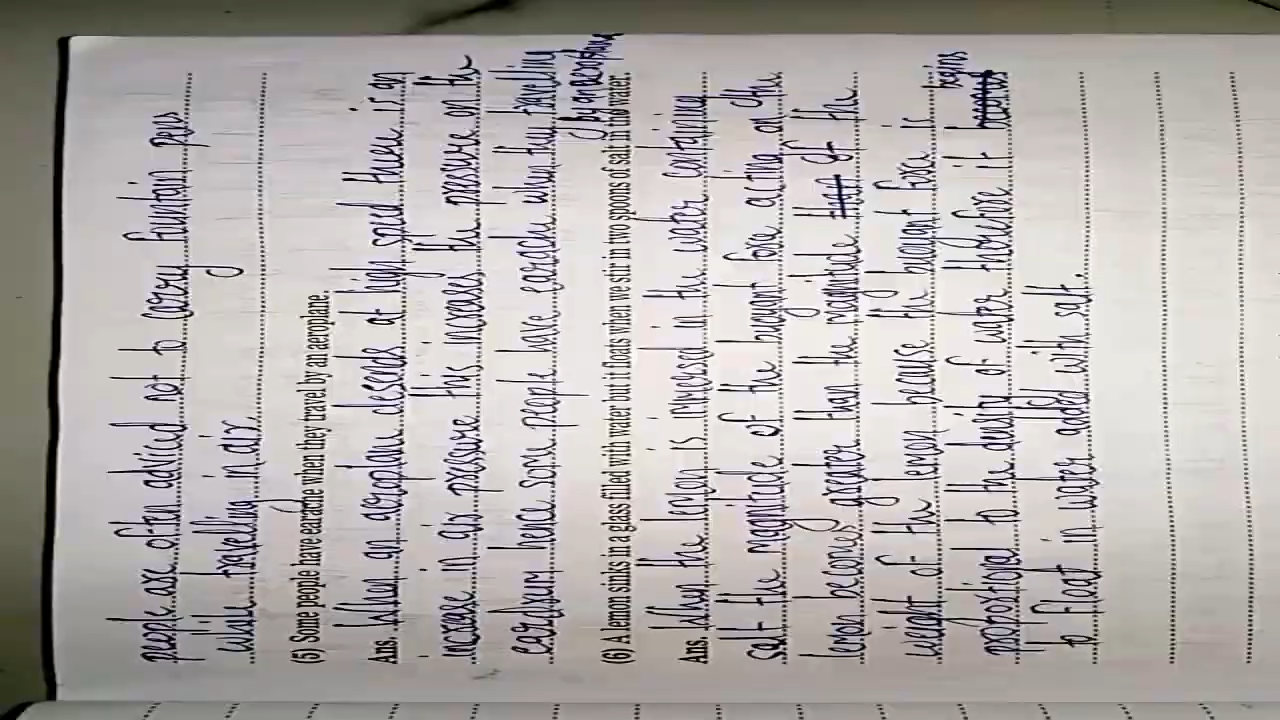 people are often adviced not to carry fountain pens
while travelling in air
(5) Some people have earache when they travel by an aeroplane.
Ans. When an aeroplane descends at high speed there is an
increase in air pressure this increases the pressure on the
eardrum hence some people have earache when they travelling
by an aeroplane
(6) A lemon sinks in a glass filled with water but it floats when we stir in two spoons of salt in the water.
Ans. When the lemon is immersed in the water containing
salt the magnitude of the buoyant force acting on the
lemon becomes greater than the magnitude of the
weight of the lemon because the buoyant force is
propositional to the density of water therefore it begins
to float in water added with salt.